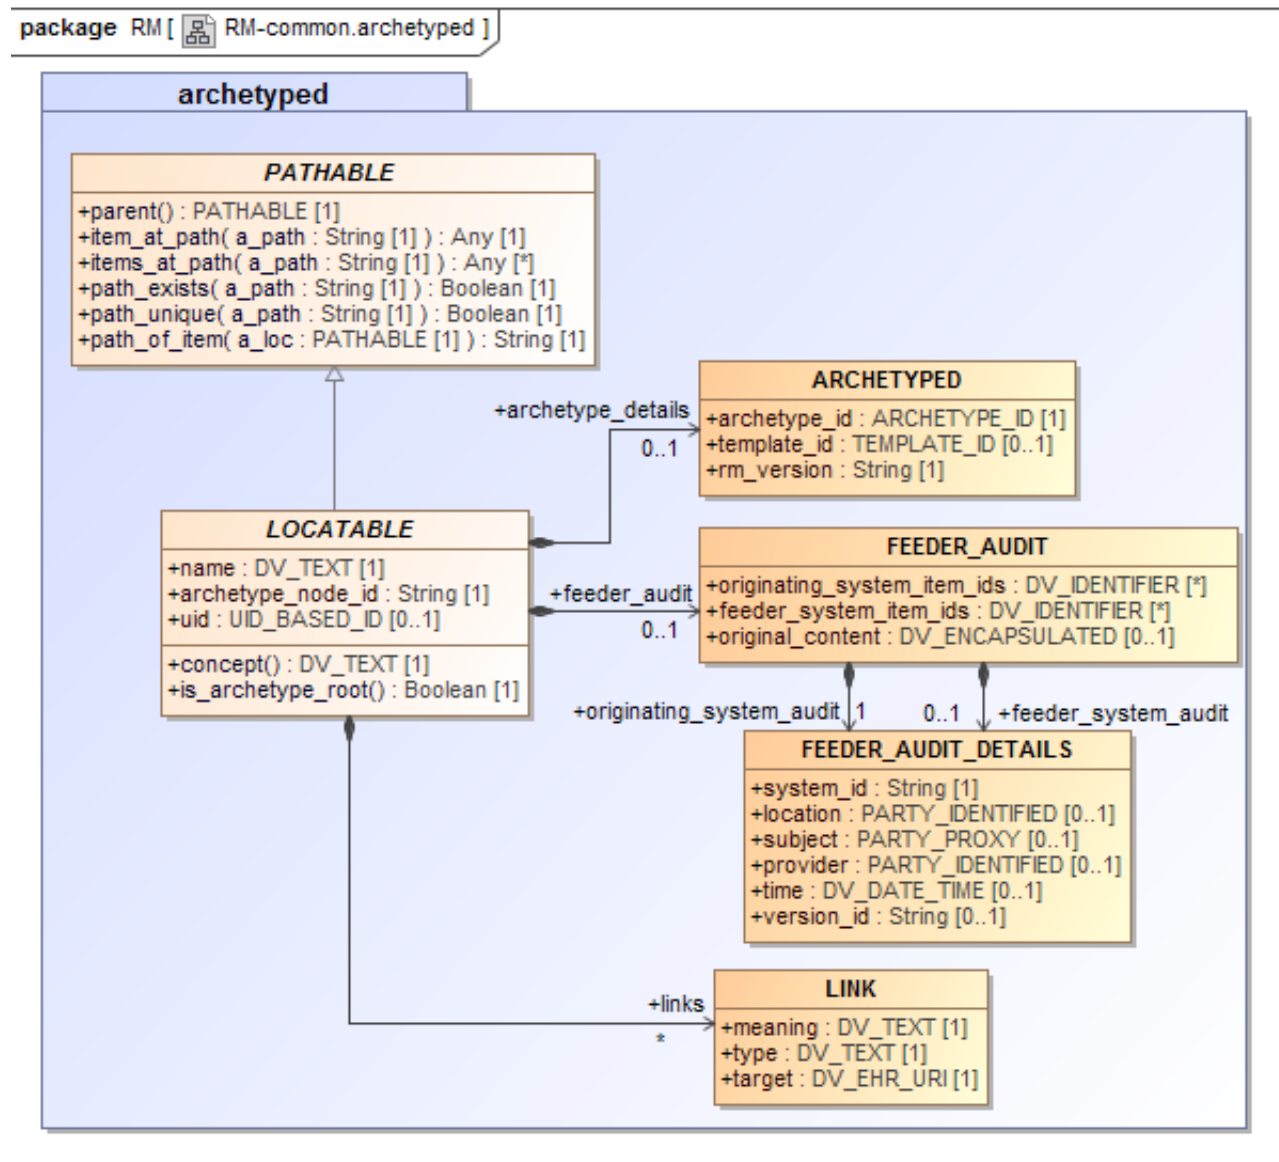 package RM [ RM-common.archetyped ]
archetyped
PATHABLE
+parent() : PATHABLE [1]
+item_at_path( a_path : String [1] ) : Any [1]
+items_at_path( a_path : String [1] ) : Any [*]
+path_exists( a_path : String [1] ) : Boolean [1]
+path_unique( a_path : String [1] ) : Boolean [1]
+path_of_item( a_loc : PATHABLE [1] ) : String [1]
+archetype_details
0..1
ARCHETYPED
+archetype_id : ARCHETYPE_ID [1]
+template_id : TEMPLATE_ID [0..1]
+rm_version : String [1]
LOCATABLE
+name : DV_TEXT [1]
+archetype_node_id : String [1]
+uid : UID_BASED_ID [0..1]
+concept() : DV_TEXT [1]
+is_archetype_root() : Boolean [1]
+feeder_audit
0..1
FEEDER_AUDIT
+originating_system_item_ids : DV_IDENTIFIER [*]
+feeder_system_item_ids : DV_IDENTIFIER [*]
+original_content : DV_ENCAPSULATED [0..1]
+originating_system_audit 1
0..1 +feeder_system_audit
FEEDER_AUDIT_DETAILS
+system_id : String [1]
+location : PARTY_IDENTIFIED [0..1]
+subject : PARTY_PROXY [0..1]
+provider : PARTY_IDENTIFIED [0..1]
+time : DV_DATE_TIME [0..1]
+version_id : String [0..1]
+links
*
LINK
+meaning : DV_TEXT [1]
+type : DV_TEXT [1]
+target : DV_EHR_URI [1]